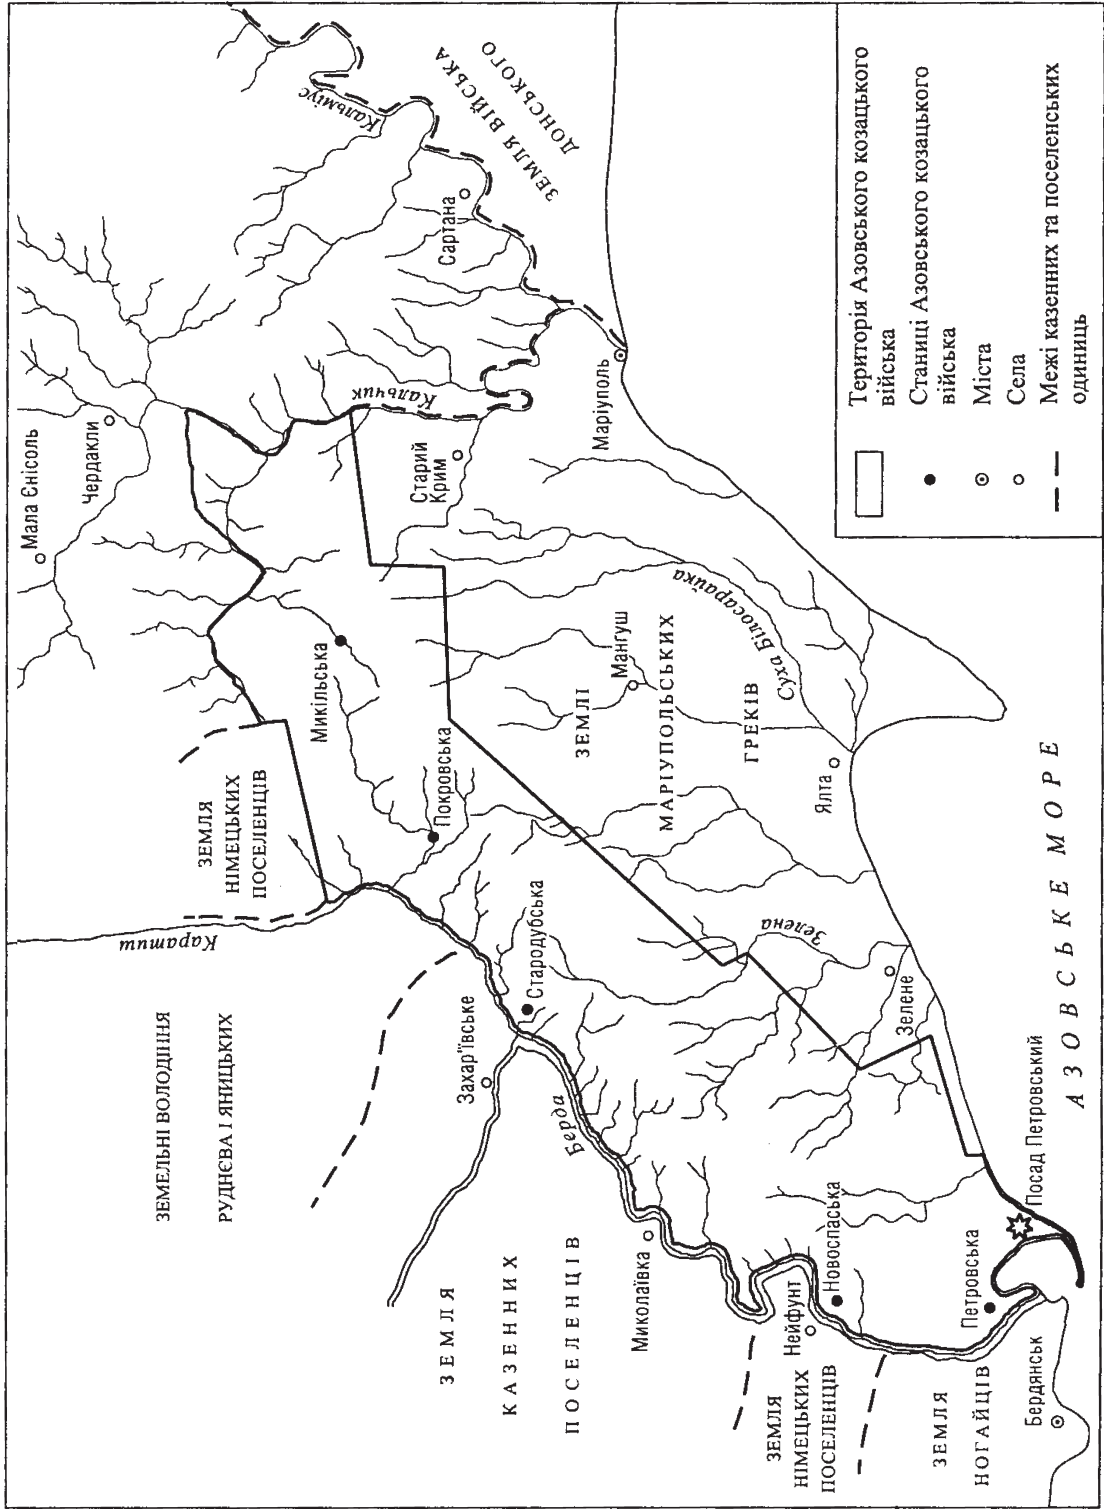 Мала Єнісоль
Чердакли
Кальміус
ЗЕМЛЯ ВІЙСЬКА
ДОНСЬКОГО
Сартана
Кальчик
Старий
Крим
Маріуполь
ЗЕМЛЯ
НІМЕЦЬКИХ
ПОСЕЛЕНЦІВ
Микільська
Покровська
Каратиш
ЗЕМЛІ
МАРІУПОЛЬСЬКИХ
ГРЕКІВ
Мангуш
Суха Білосарайка
Ялта
ЗЕМЕЛЬНІ ВОЛОДІННЯ
РУДНЄВА І ЯНИЦЬКИХ
Захар'ївське
Стародубська
Берда
Зелена
Зелене
ЗЕМЛЯ
КАЗЕННИХ
ПОСЕЛЕНЦІВ
Миколаївка
Нейфунт
Новоспаська
ЗЕМЛЯ
НІМЕЦЬКИХ
ПОСЕЛЕНЦІВ
Петровська
Посад Петровський
ЗЕМЛЯ
НОГАЙЦІВ
Бердянськ
АЗОВСЬКЕ МОРЕ
Територія Азовського козацького
війська
Станиці Азовського козацького
війська
Міста
Села
Межі казенних та поселенських
одиниць